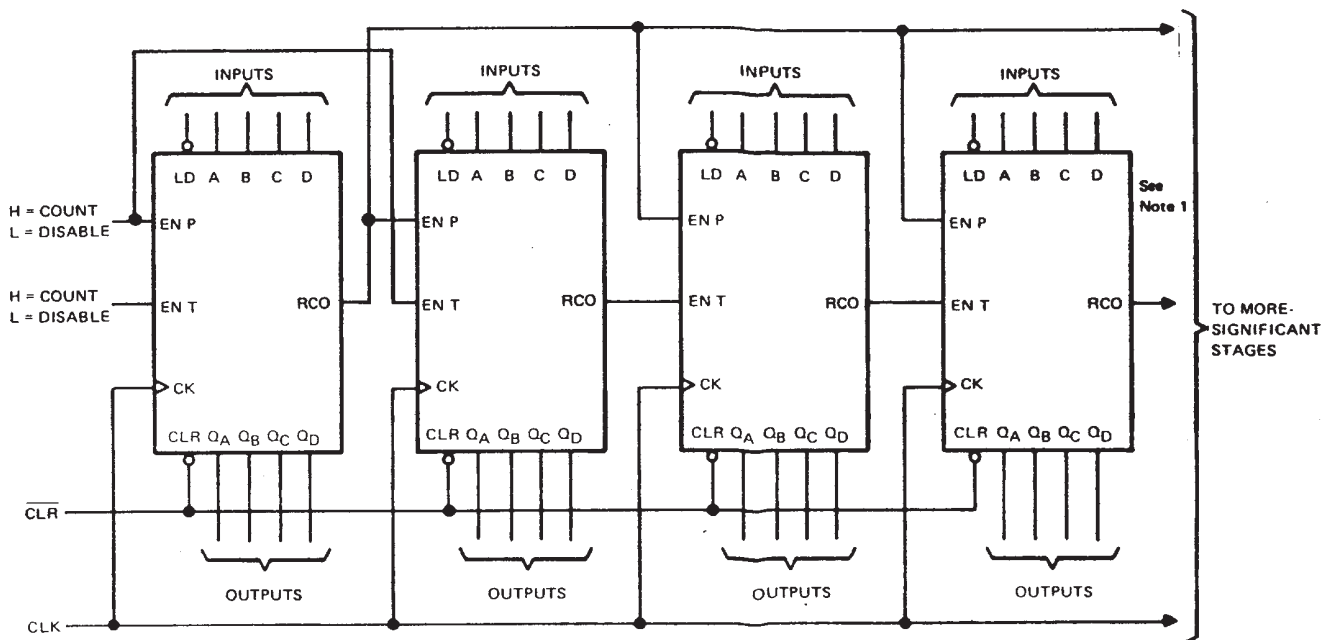 INPUTS INPUTS INPUTS INPUTS
LD A B C D LD A B C D LD A B C D LD A B C D
See
Note 1
H = COUNT
L = DISABLE
EN P EN P EN P EN P
H = COUNT
L = DISABLE
EN T RCO EN T RCO EN T RCO EN T RCO
TO MORE-
SIGNIFICANT
STAGES
CK CK CK CK
CLR QA QB QC QD CLR QA QB QC QD CLR QA QB QC QD CLR QA QB QC QD
CLR
OUTPUTS OUTPUTS OUTPUTS OUTPUTS
CLK